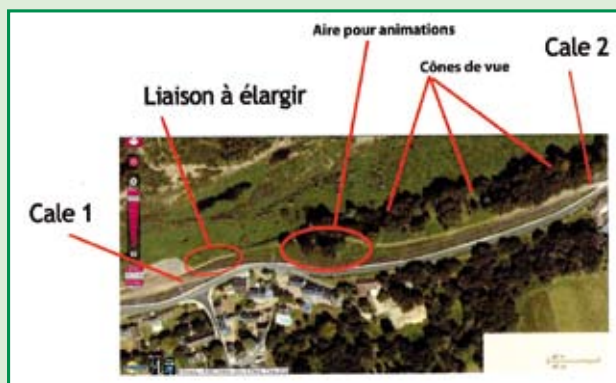 Aire pour animations
Cale 2
Cônes de vue
Liaison à élargir
Cale 1